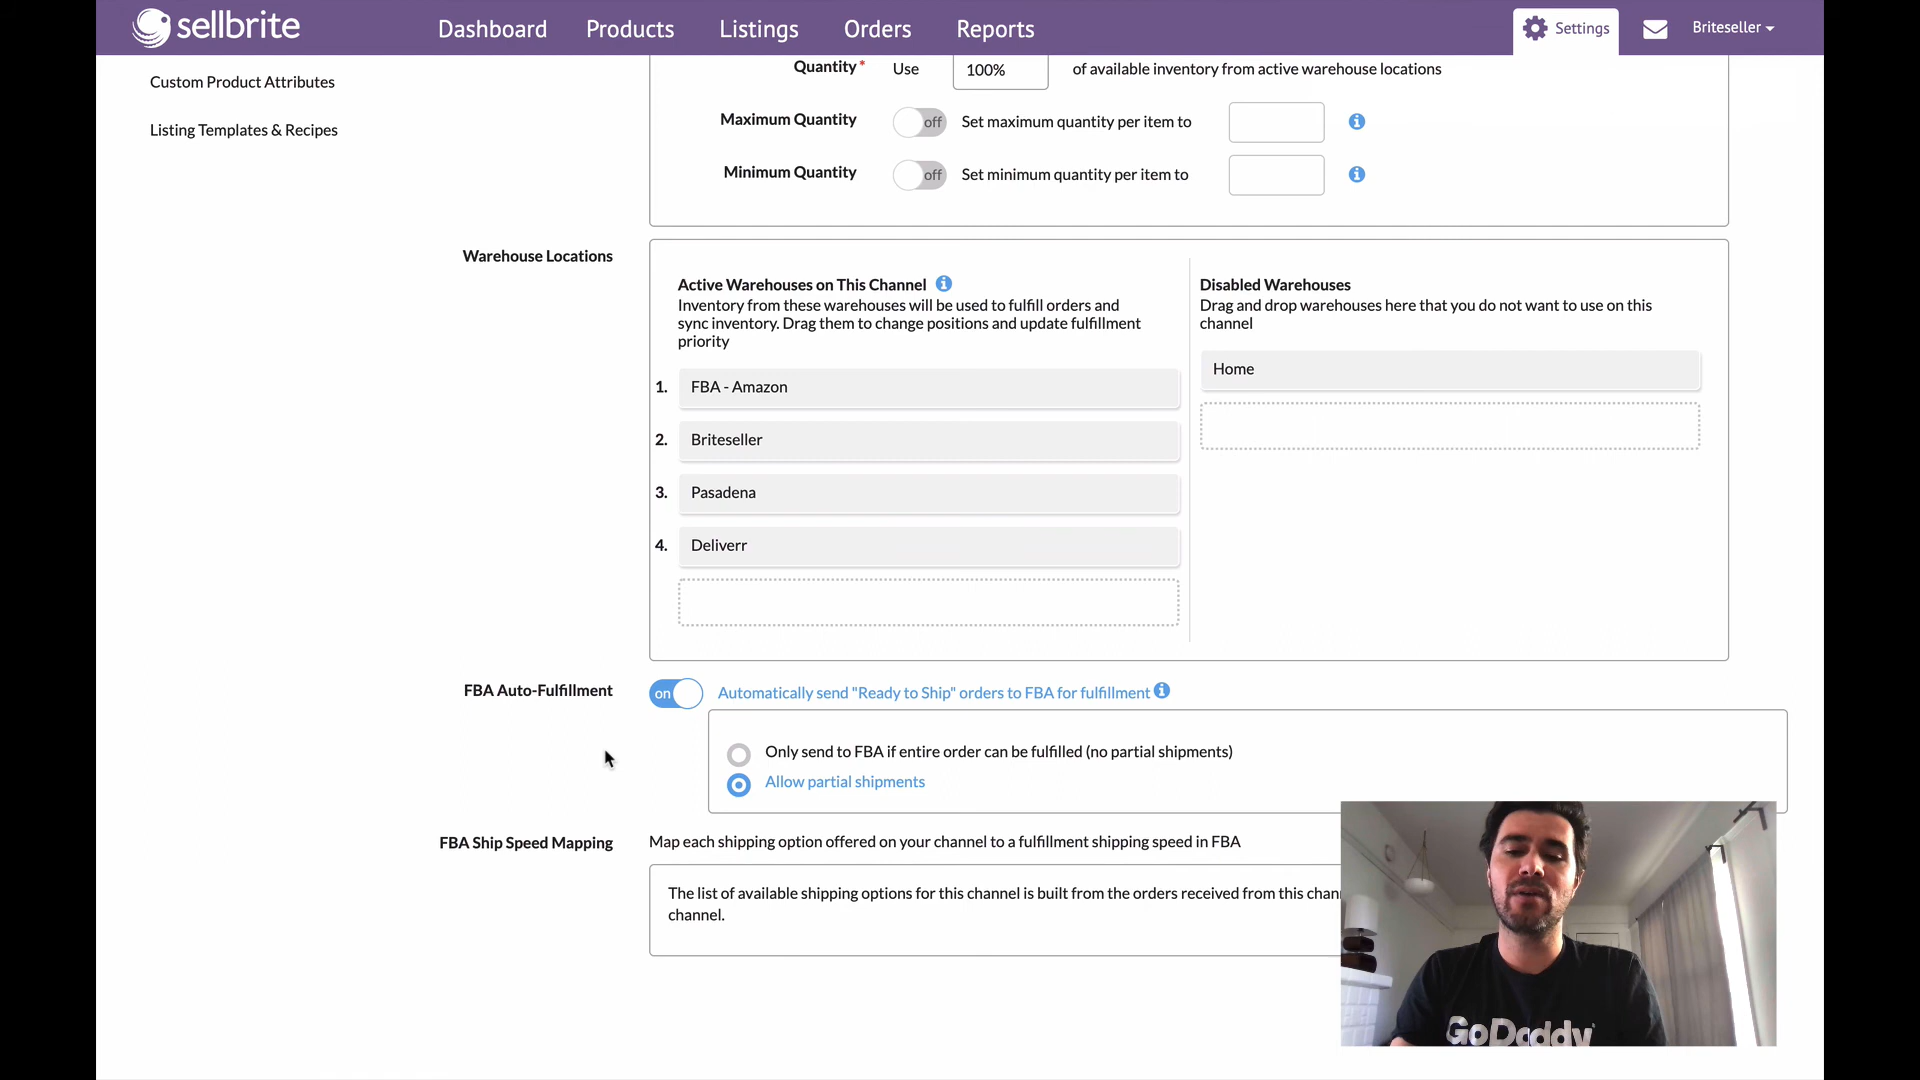 sellbrite
Dashboard Products Listings Orders Reports
Settings
Briteseller
Custom Product Attributes
Listing Templates & Recipes
Quantity* Use 100% of available inventory from active warehouse locations
Maximum Quantity off Set maximum quantity per item to
Minimum Quantity off Set minimum quantity per item to
Warehouse Locations
Active Warehouses on This Channel
Inventory from these warehouses will be used to fulfill orders and
sync inventory. Drag them to change positions and update fulfillment
priority
1. FBA - Amazon
2. Briteseller
3. Pasadena
4. Deliverr
Disabled Warehouses
Drag and drop warehouses here that you do not want to use on this
channel
Home
FBA Auto-Fulfillment on Automatically send "Ready to Ship" orders to FBA for fulfillment
Only send to FBA if entire order can be fulfilled (no partial shipments)
Allow partial shipments
FBA Ship Speed Mapping Map each shipping option offered on your channel to a fulfillment shipping speed in FBA
The list of available shipping options for this channel is built from the orders received from this
channel.
GoDaddy